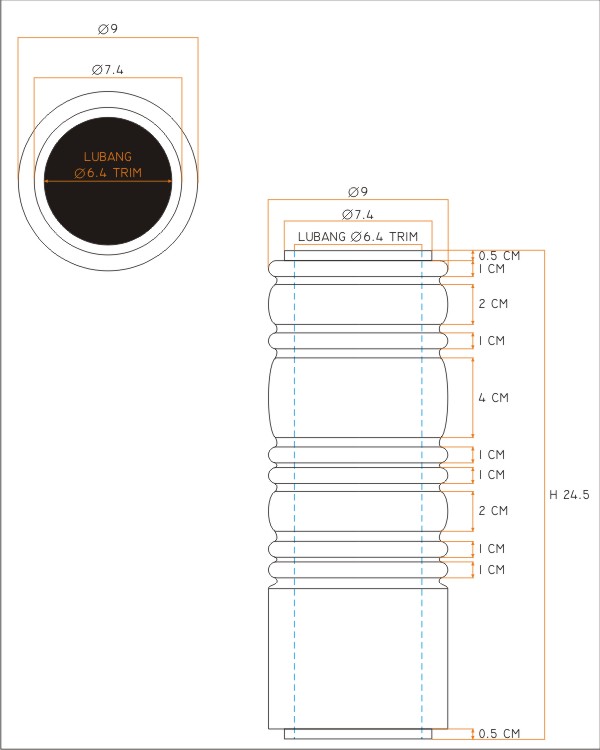 Ø9
Ø7.4
LUBANG
Ø6.4 TRIM
Ø9
Ø7.4
LUBANG Ø6.4 TRIM
0.5 CM
1 CM
2 CM
1 CM
4 CM
1 CM
1 CM
H 24.5
2 CM
1 CM
1 CM
0.5 CM